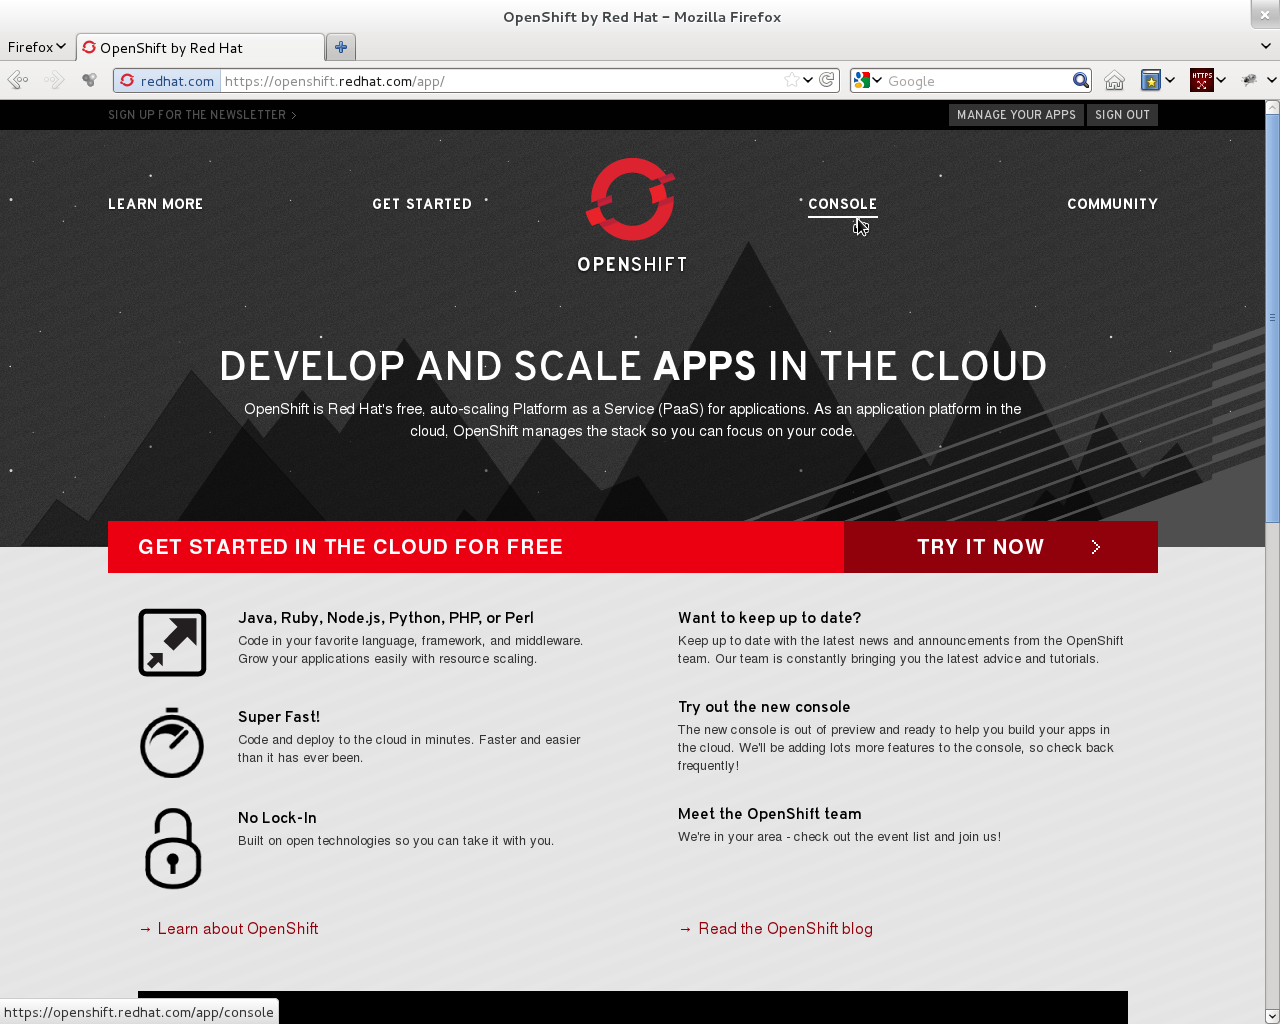 OpenShift by Red Hat – Mozilla Firefox
Firefox
OpenShift by Red Hat
redhat.com
https://openshift.redhat.com/app/
Google
HTTPS
SIGN UP FOR THE NEWSLETTER
MANAGE YOUR APPS
SIGN OUT
LEARN MORE
GET STARTED
CONSOLE
COMMUNITY
OPENSHIFT
DEVELOP AND SCALE APPS IN THE CLOUD
OpenShift is Red Hat's free, auto-scaling Platform as a Service (PaaS) for applications. As an application platform in the
cloud, OpenShift manages the stack so you can focus on your code.
GET STARTED IN THE CLOUD FOR FREE
TRY IT NOW
Java, Ruby, Node.js, Python, PHP, or Perl
Code in your favorite language, framework, and middleware.
Grow your applications easily with resource scaling.
Super Fast!
Code and deploy to the cloud in minutes. Faster and easier
than it has ever been.
No Lock-In
Built on open technologies so you can take it with you.
→ Learn about OpenShift
Want to keep up to date?
Keep up to date with the latest news and announcements from the OpenShift
team. Our team is constantly bringing you the latest advice and tutorials.
Try out the new console
The new console is out of preview and ready to help you build your apps in
the cloud. We'll be adding lots more features to the console, so check back
frequently!
Meet the OpenShift team
We're in your area - check out the event list and join us!
→ Read the OpenShift blog
https://openshift.redhat.com/app/console